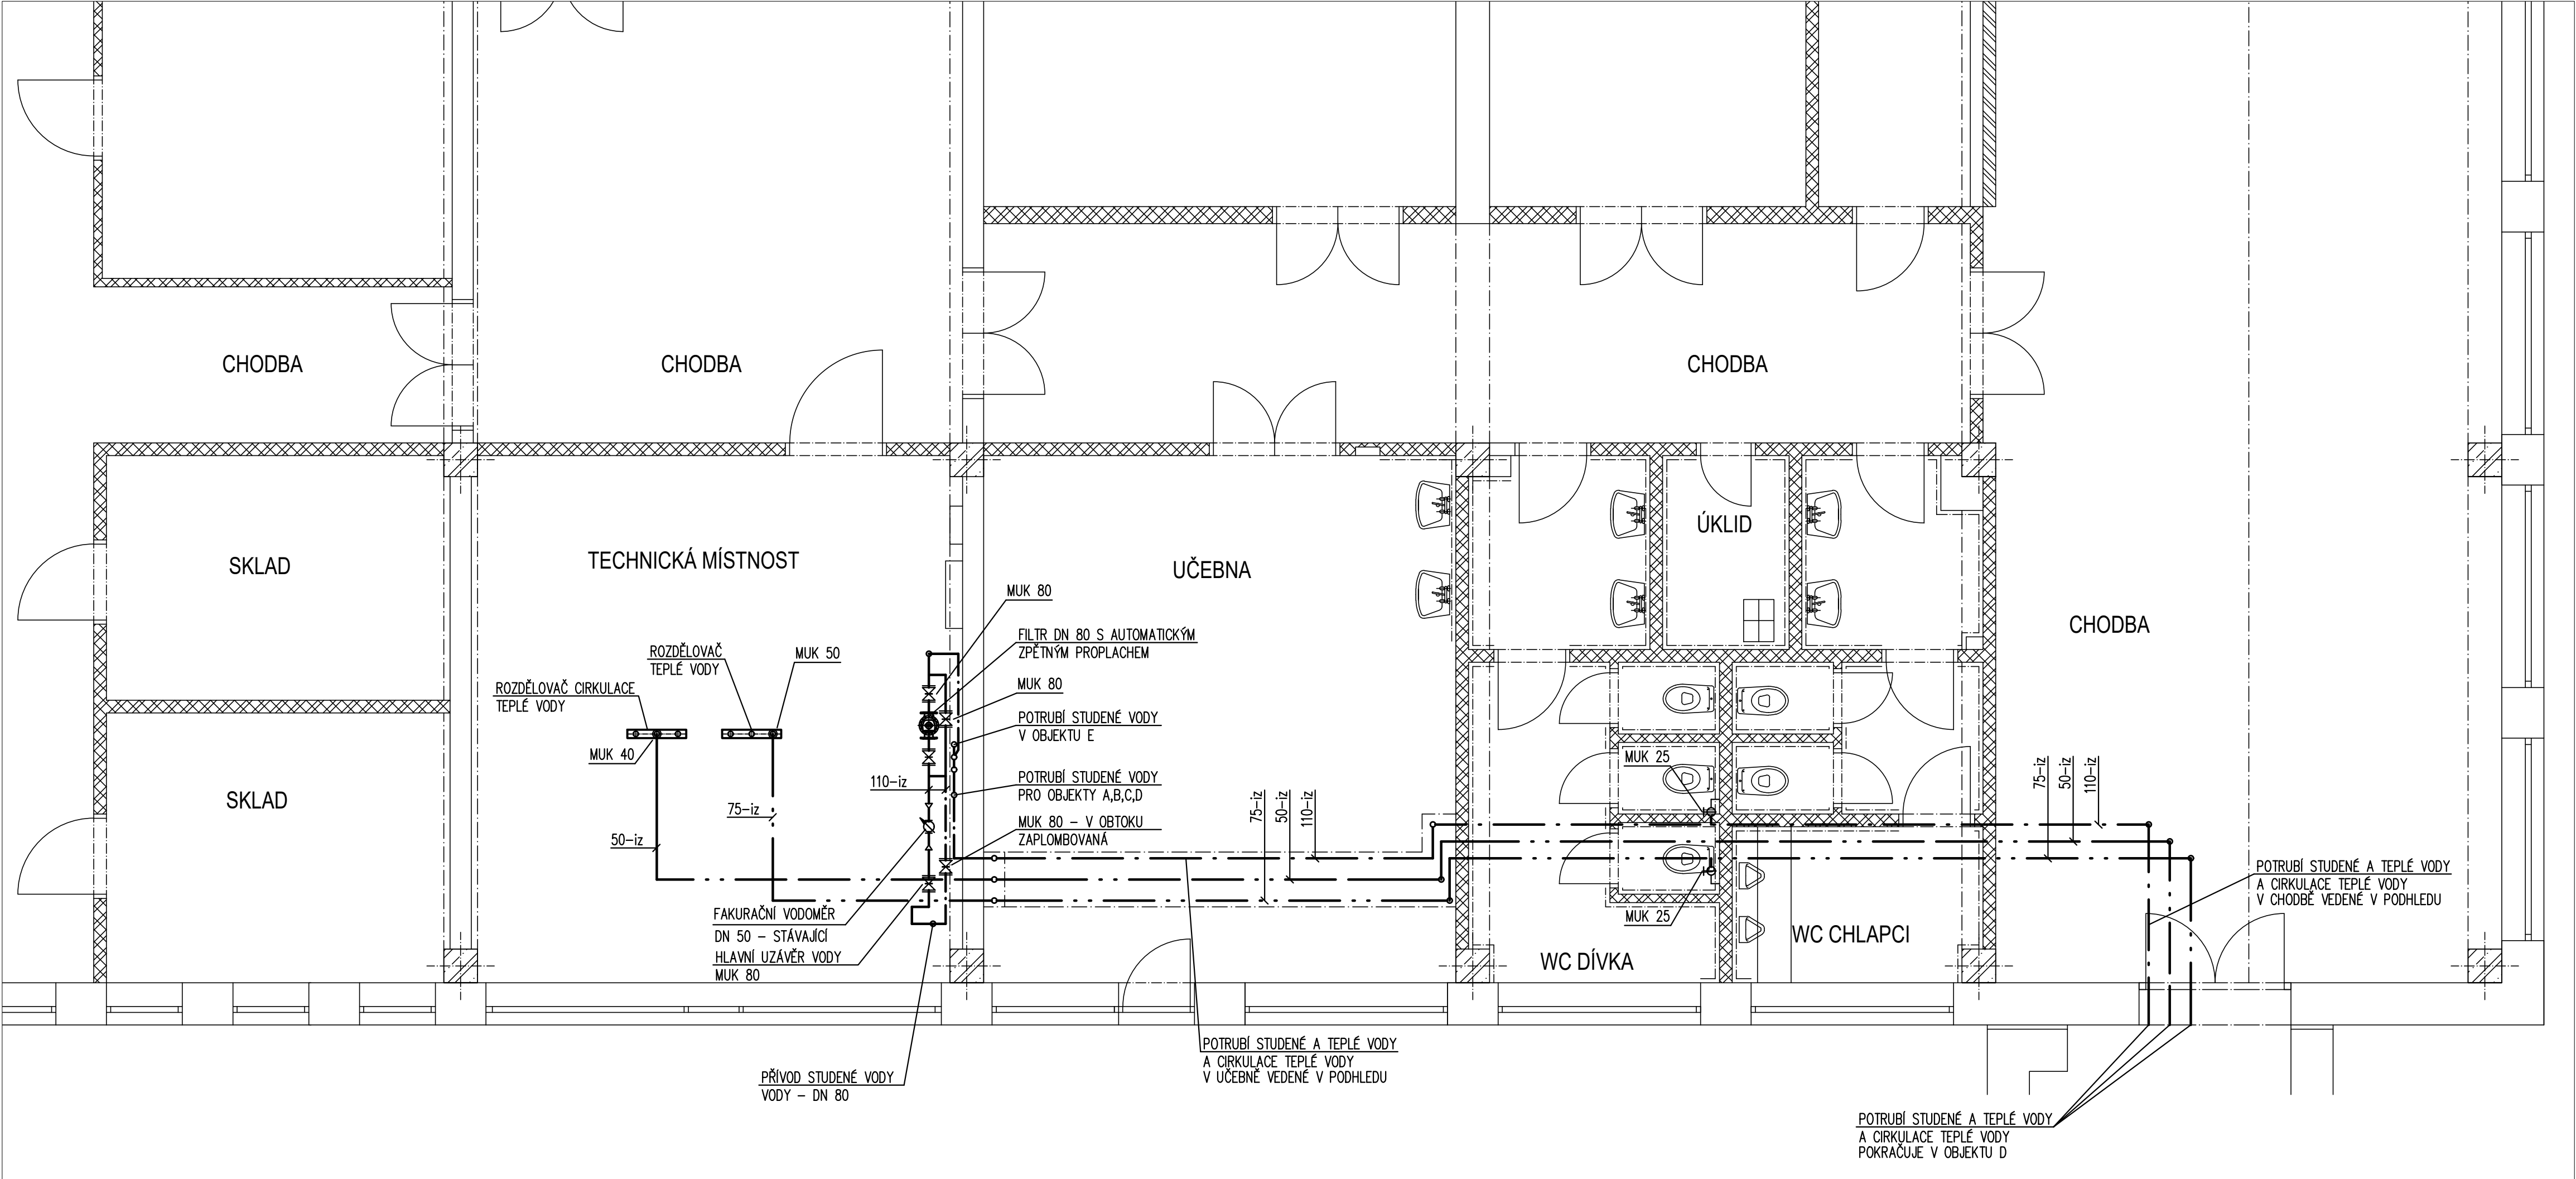 CHODBA
CHODBA
CHODBA
SKLAD
TECHNICKÁ MÍSTNOST
UČEBNA
ÚKLID
CHODBA
MUK 80
FILTR DN 80 S AUTOMATICKÝM
ZPĚTNÝM PROPLACHEM
ROZDĚLOVAČ
TEPLÉ VODY
MUK 50
ROZDĚLOVAČ CIRKULACE
TEPLÉ VODY
MUK 80
POTRUBÍ STUDENÉ VODY
V OBJEKTU E
MUK 40
MUK 25
110-iz
POTRUBÍ STUDENÉ VODY
PRO OBJEKTY A,B,C,D
SKLAD
75-iz
50-iz
MUK 80 – V OBTOKU
ZAPLOMBOVANÁ
75-iz
50-iz
110-iz
75-iz
50-iz
110-iz
POTRUBÍ STUDENÉ A TEPLÉ VODY
A CIRKULACE TEPLÉ VODY
V CHODBĚ VEDENÉ V PODHLEDU
FAKURAČNÍ VODOMĚR
DN 50 – STÁVAJÍCÍ
HLAVNÍ UZÁVĚR VODY
MUK 80
MUK 25
WC DÍVKA
WC CHLAPCI
POTRUBÍ STUDENÉ A TEPLÉ VODY
A CIRKULACE TEPLÉ VODY
V UČEBNĚ VEDENÉ V PODHLEDU
PŘÍVOD STUDENÉ VODY
VODY – DN 80
POTRUBÍ STUDENÉ A TEPLÉ VODY
A CIRKULACE TEPLÉ VODY
POKRAČUJE V OBJEKTU D